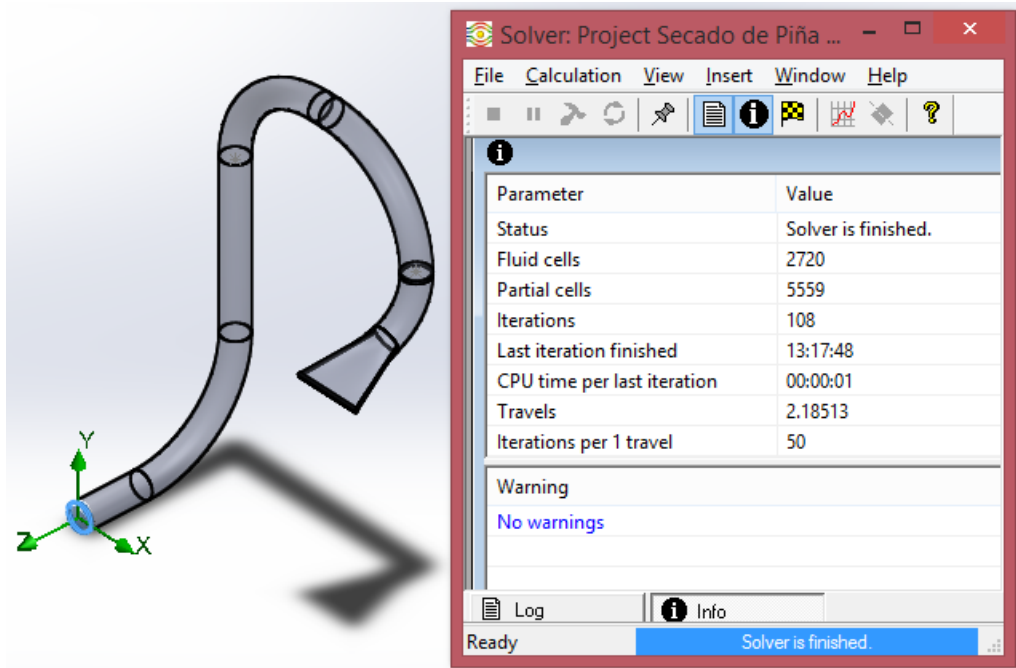 Solver: Project Secado de Piña ...
File Calculation View Insert Window Help
i
?
i
Parameter Value
Status Solver is finished.
Fluid cells 2720
Partial cells 5559
Iterations 108
Last iteration finished 13:17:48
CPU time per last iteration 00:00:01
Travels 2.18513
Iterations per 1 travel 50
Warning
No warnings
Log i Info
Ready Solver is finished.
Y
Z
X